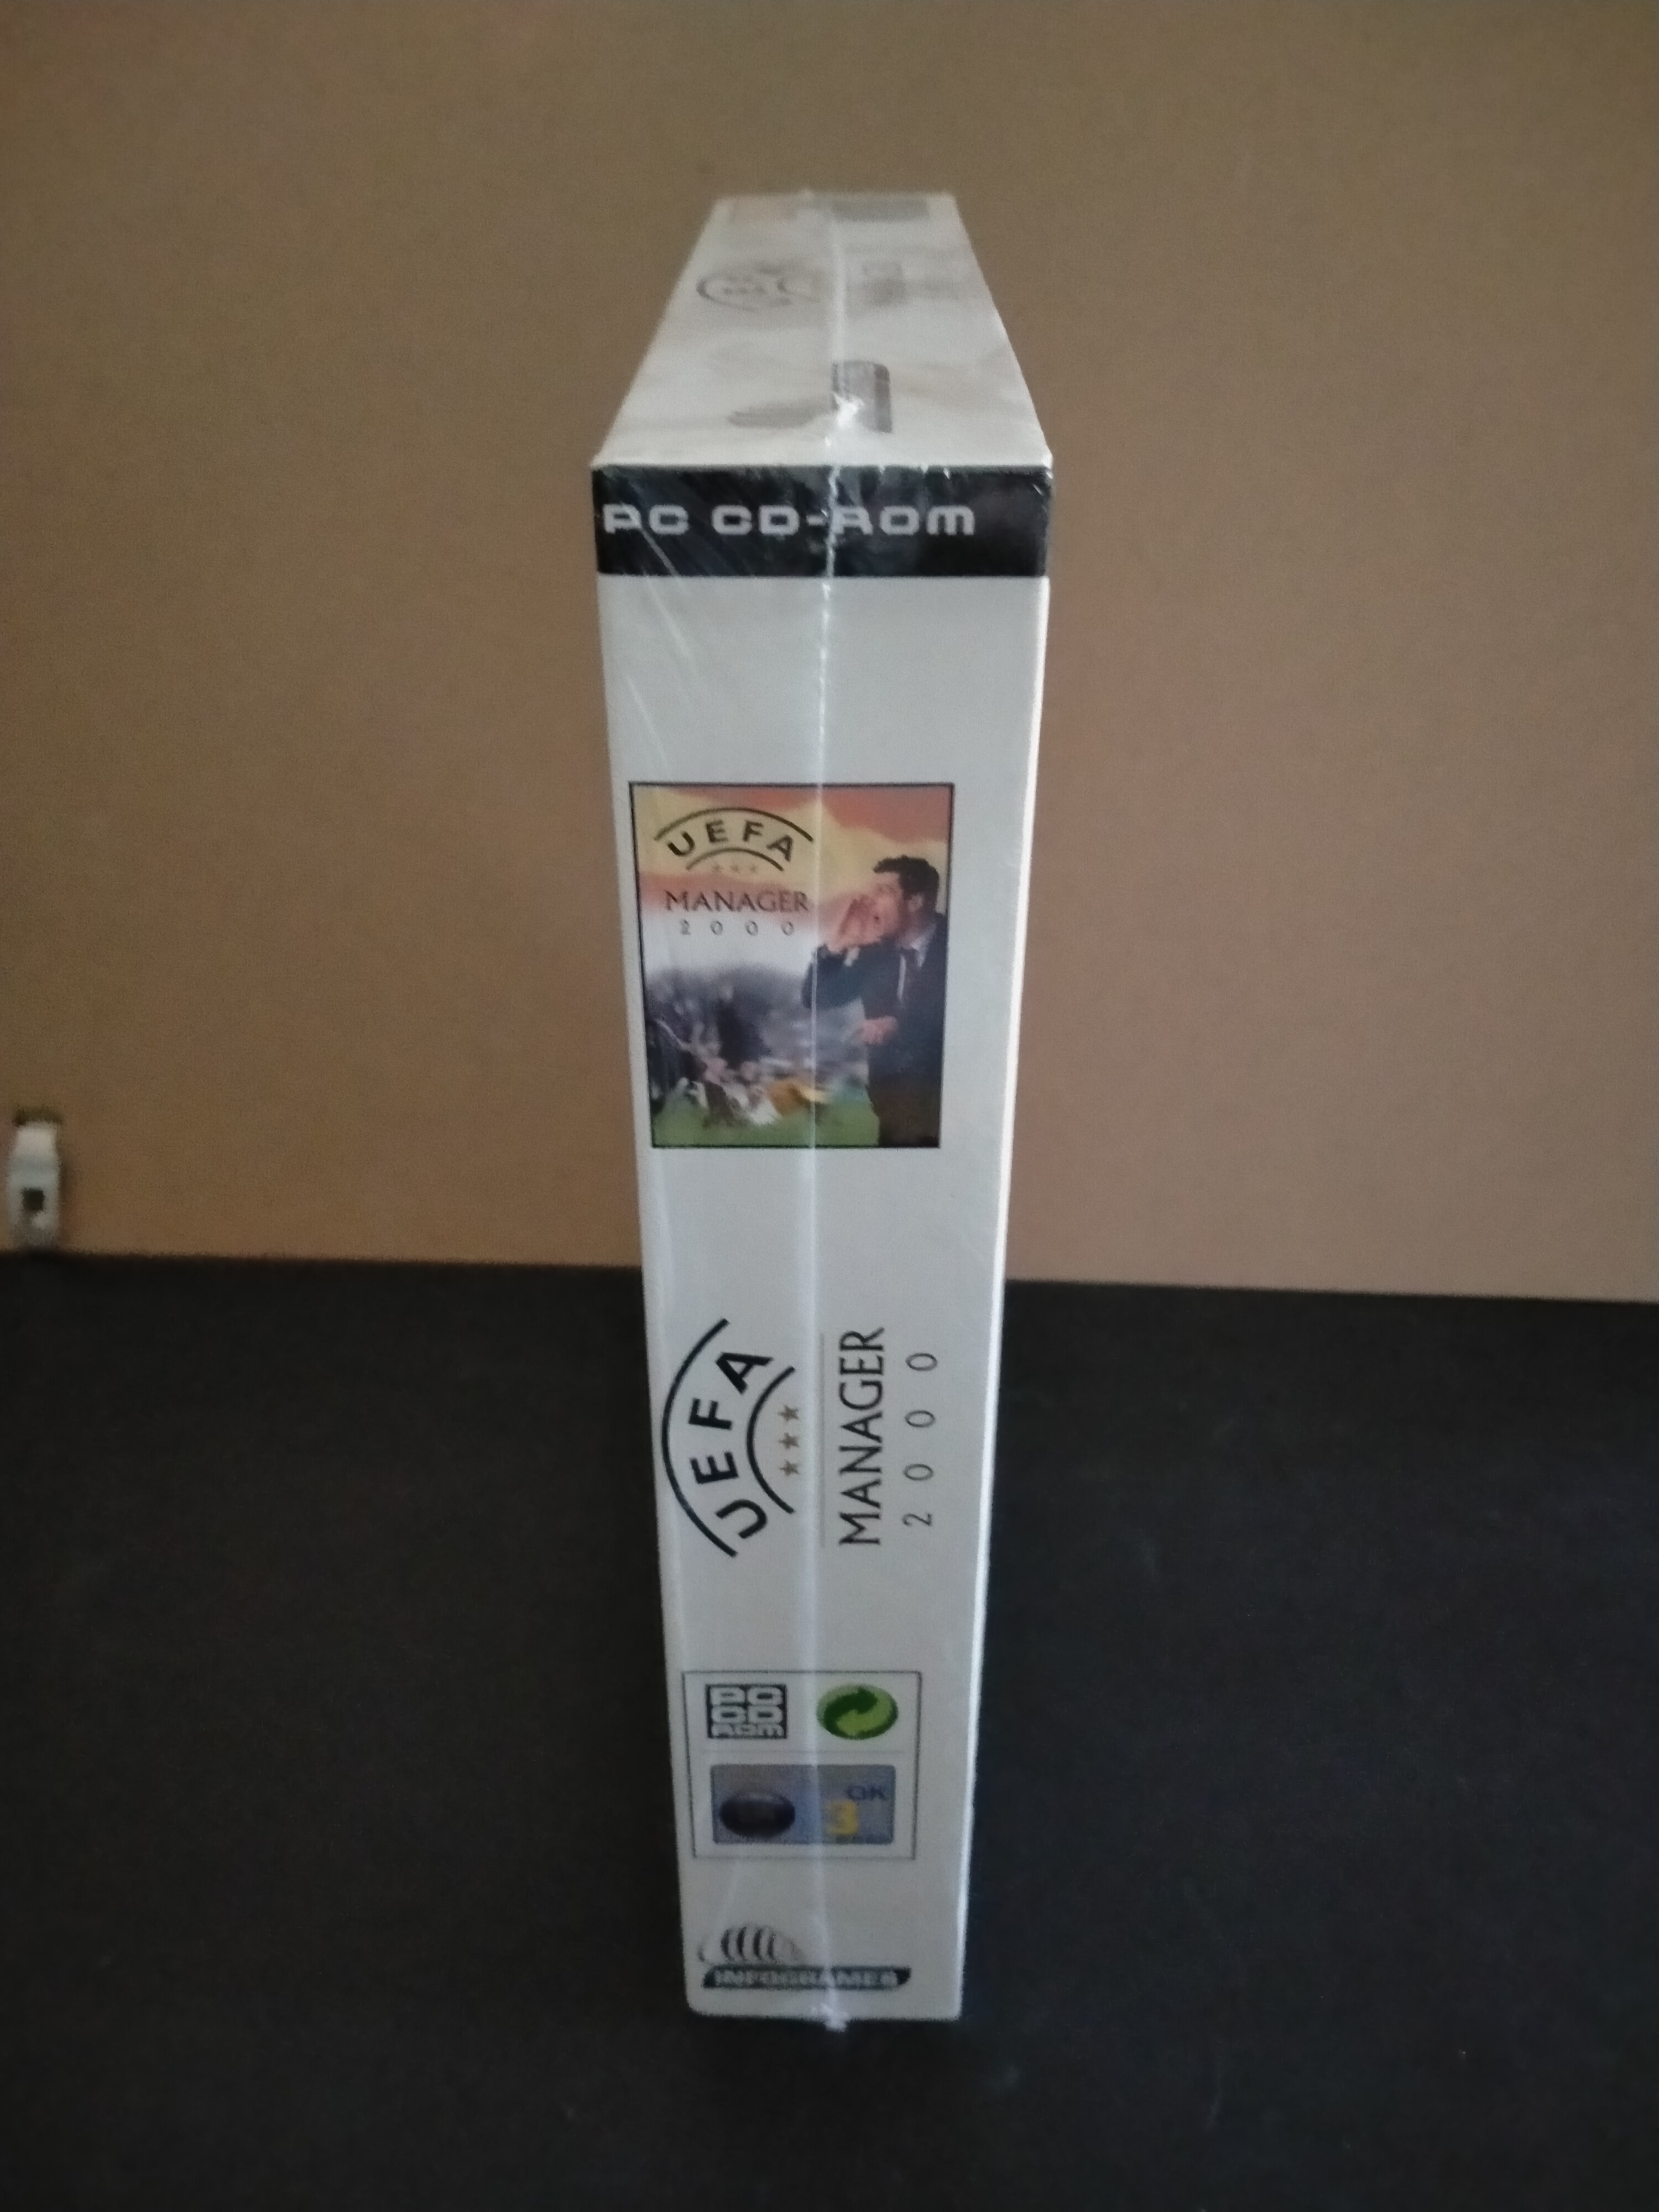 PC CD-ROM
UEFA
MANAGER
2000
UEFA
MANAGER
2000
PC
CD
ROM
OK
3
INFOGRAMES